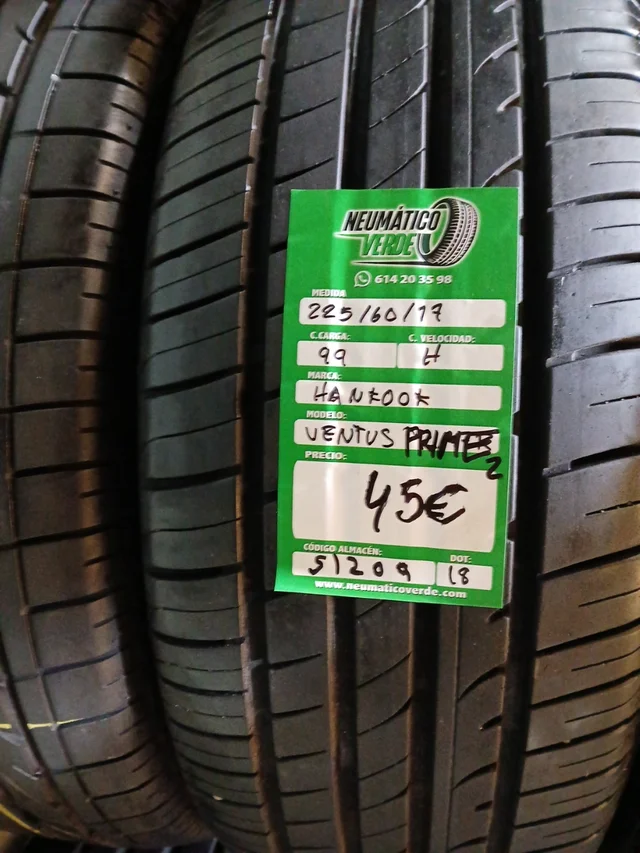 NEUMÁTICO
VERDE
614 20 35 98
MEDIDA
225/60/17
C.CARGA: C. VELOCIDAD:
99 H
MARCA:
HANKOOK
MODELO:
VENTUS PRIME 2
PRECIO:
45€
CÓDIGO ALMACÉN: DOT:
51209 18
www.neumaticoverde.com